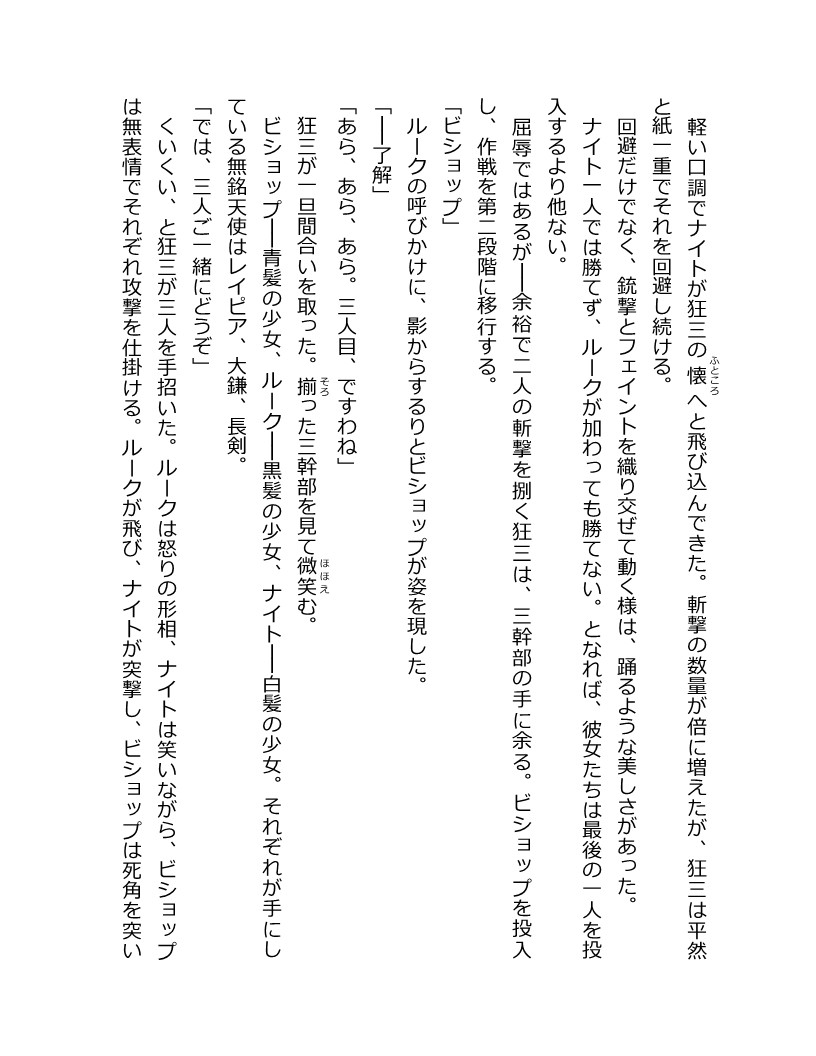 軽い口調でナイトが狂三の懐へと飛び込んできた。斬撃の数量が倍に増えたが、狂三は平然
と紙一重でそれを回避し続ける。
　回避だけでなく、銃撃とフェイントを織り交ぜて動く様は、踊るような美しさがあった。
　ナイト一人では勝てず、ルークが加わっても勝てない。となれば、彼女たちは最後の一人を投
入するより他ない。
　屈辱ではあるが──余裕で二人の斬撃を捌く狂三は、三幹部の手に余る。ビショップを投入
し、作戦を第二段階に移行する。
「ビショップ」
　ルークの呼びかけに、影からするりとビショップが姿を現した。
「──了解」
「あら、あら、あら。三人目、ですわね」
　狂三が一旦間合いを取った。揃った三幹部を見て微笑む。
　ビショップ──青髪の少女、ルーク──黒髪の少女、ナイト──白髪の少女。それぞれが手にし
ている無銘天使はレイピア、大鎌、長剣。
「では、三人ご一緒にどうぞ」
　くいくい、と狂三が三人を手招いた。ルークは怒りの形相、ナイトは笑いながら、ビショップ
は無表情でそれぞれ攻撃を仕掛ける。ルークが飛び、ナイトが突撃し、ビショップは死角を突い